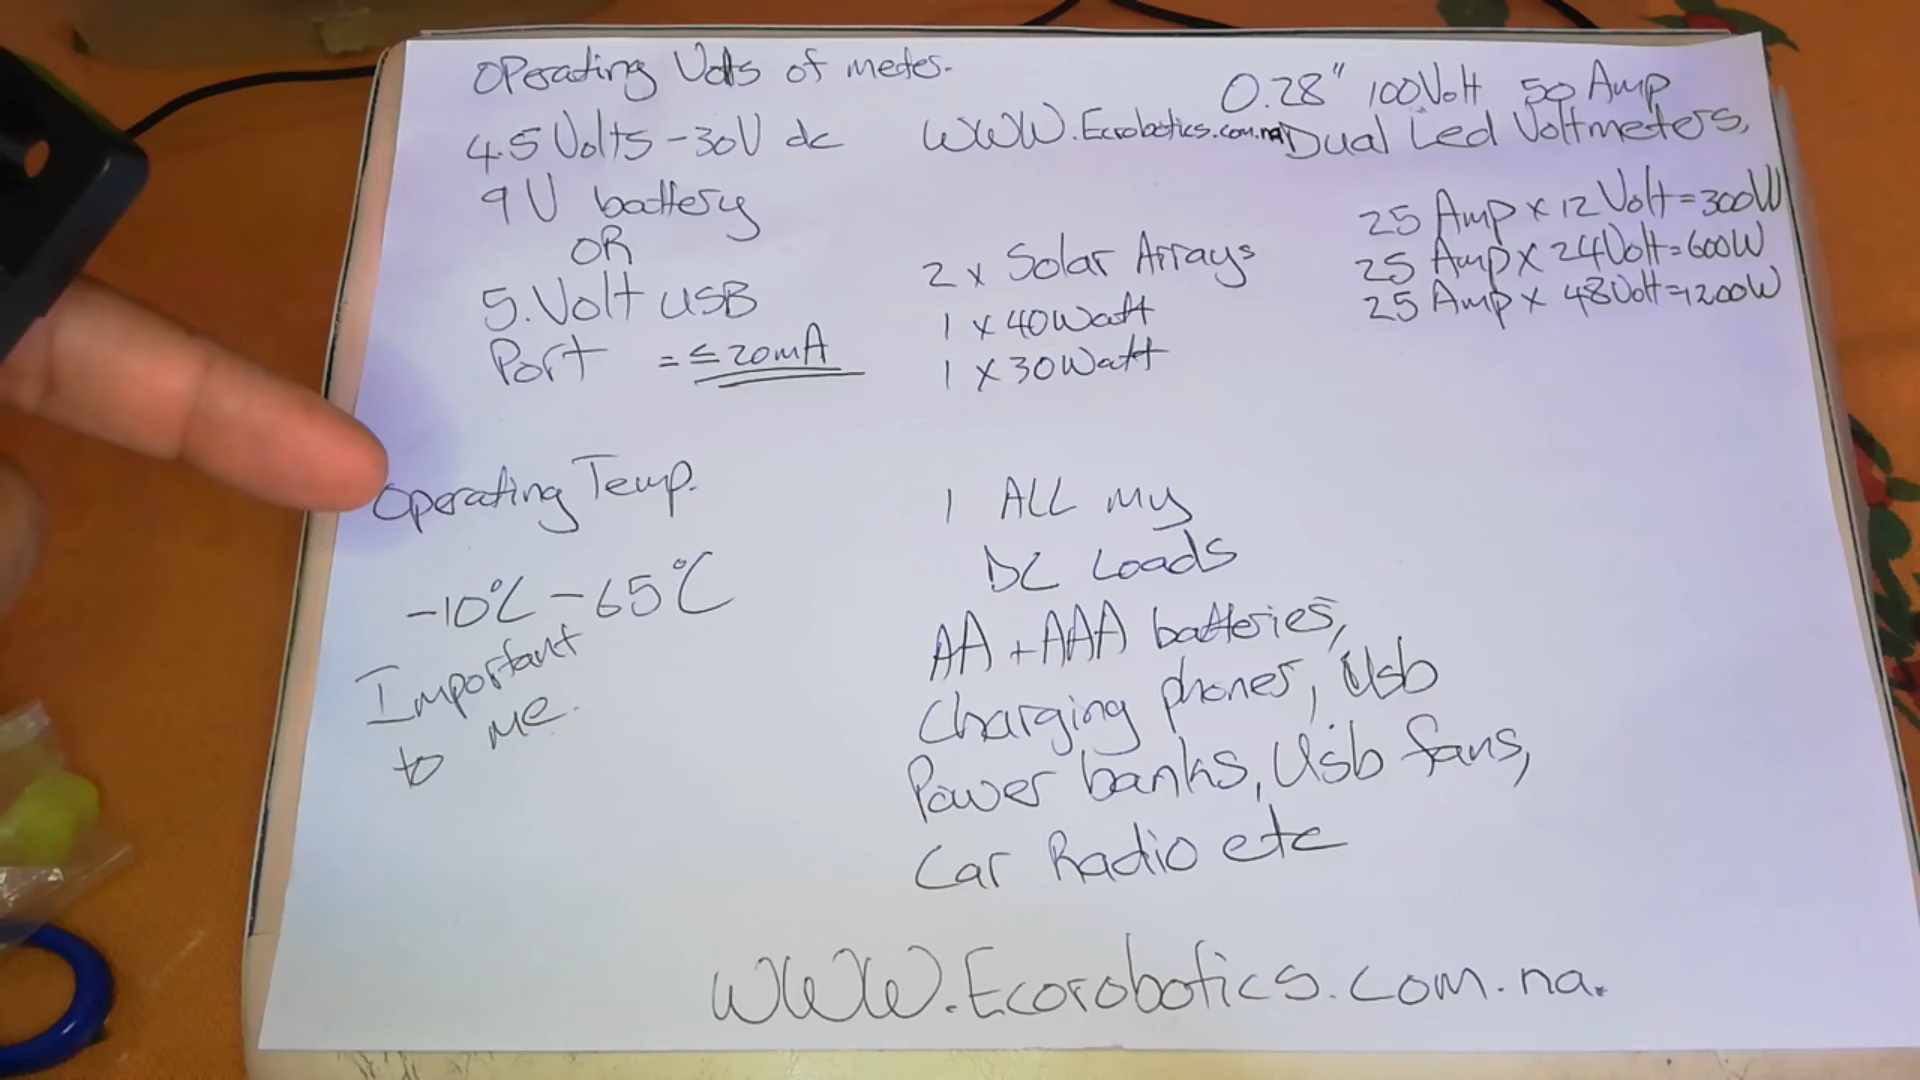 Operating Volts of meter.
4.5 Volts - 30V dc
9V battery
OR
5.Volt USB
Port = ≤ 20mA
0.28" 100Volt 50 Amp
WWW.Ecorobotics.com.na Dual Led Voltmeters,
25 Amp x 12 Volt = 300W
25 Amp x 24Volt = 600W
25 Amp x 48Volt = 1200W
2 x Solar Arrays
1 x 40Watt
1 x 30Watt
Operating Temp.
-10°C - 65°C
Important
to me.
1 ALL my
DC Loads
AA + AAA batteries,
Charging phones, Usb
Power banks, Usb fans,
Car Radio etc
WWW.Ecorobotics.com.na.